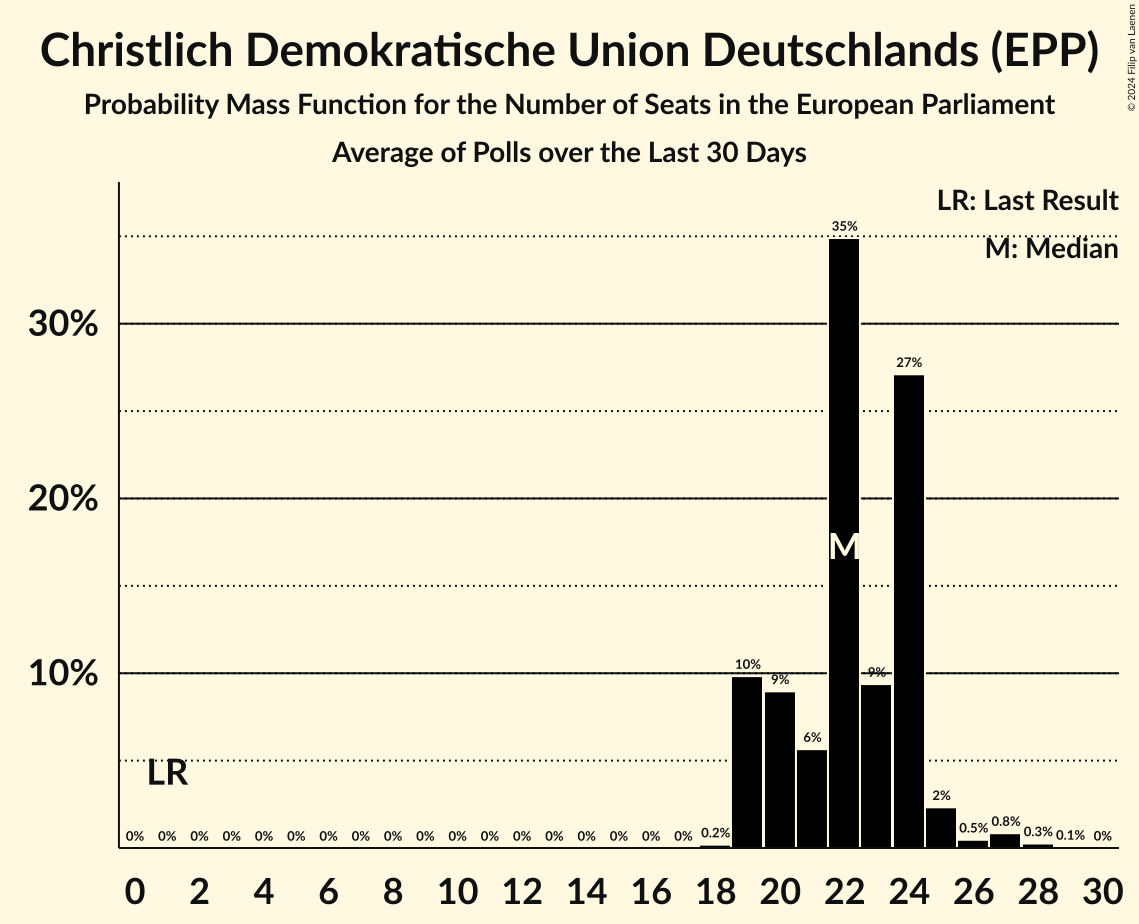 Christlich Demokratische Union Deutschlands (EPP)
Probability Mass Function for the Number of Seats in the European Parliament
Average of Polls over the Last 30 Days
© 2024 Filip van Laenen
LR: Last Result
M: Median
35%
30%
27%
20%
M
10%
10%
9%
9%
6%
LR
2%
0% 0% 0% 0% 0% 0% 0% 0% 0% 0% 0% 0% 0% 0% 0% 0% 0% 0% 0.2% 0.5% 0.8% 0.3% 0.1% 0%
0 2 4 6 8 10 12 14 16 18 20 22 24 26 28 30